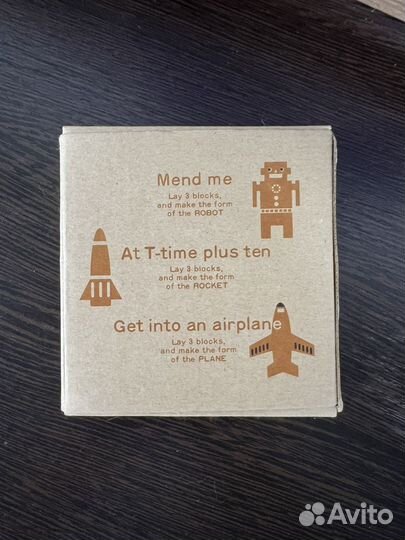 Mend me
Lay 3 blocks,
and make the form
of the ROBOT
At T-time plus ten
Lay 3 blocks,
and make the form
of the ROCKET
Get into an airplane
Lay 3 blocks,
and make the form
of the PLANE
Avito